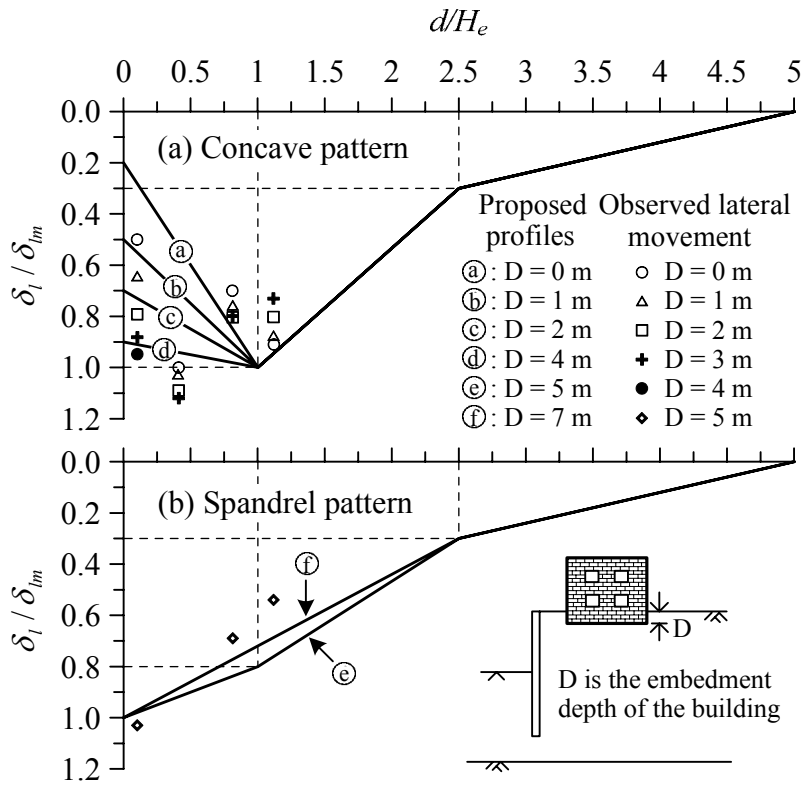 d/Hₑ
0 0.5 1 1.5 2 2.5 3 3.5 4 4.5 5
0.0
0.2
0.4
0.6
0.8
1.0
1.2
δₗ / δₗₘ
(a) Concave pattern
a
b
c
d
Proposed profiles
ⓐ: D = 0 m
ⓑ: D = 1 m
ⓒ: D = 2 m
ⓓ: D = 4 m
ⓔ: D = 5 m
ⓕ: D = 7 m
Observed lateral movement
D = 0 m
D = 1 m
D = 2 m
D = 3 m
D = 4 m
D = 5 m
0.0
0.2
0.4
0.6
0.8
1.0
1.2
δₗ / δₗₘ
(b) Spandrel pattern
f
e
D
D is the embedment
depth of the building